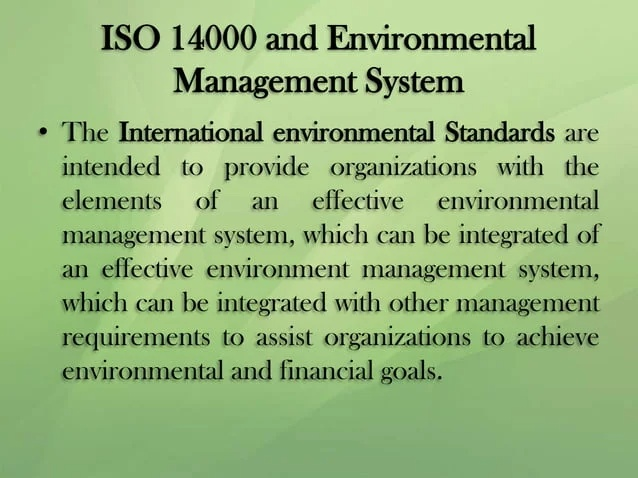 ISO 14000 and Environmental
Management System
• The International environmental Standards are
intended to provide organizations with the
elements of an effective environmental
management system, which can be integrated of
an effective environment management system,
which can be integrated with other management
requirements to assist organizations to achieve
environmental and financial goals.